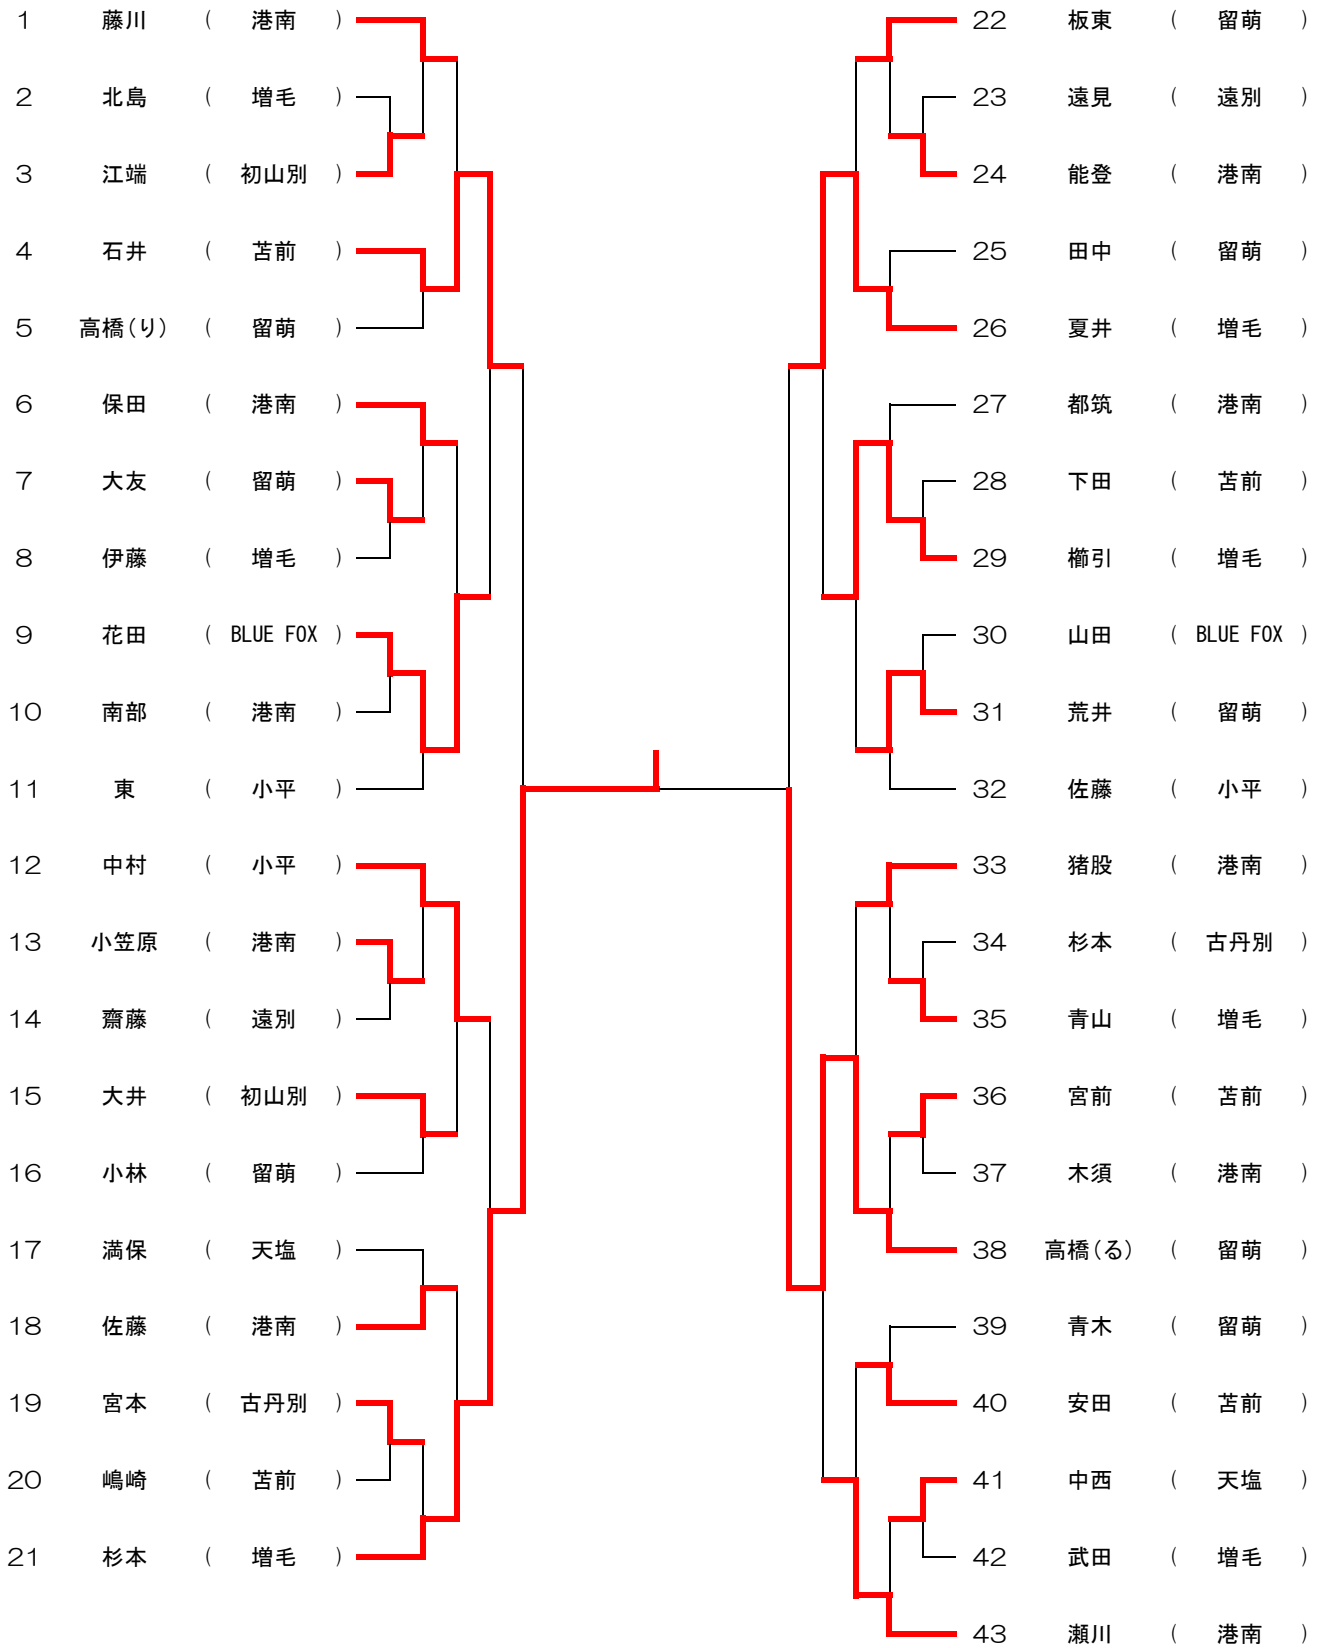 1 藤川 ( 港南 )
2 北島 ( 増毛 )
3 江端 ( 初山別 )
4 石井 ( 苫前 )
5 高橋(り) ( 留萌 )
6 保田 ( 港南 )
7 大友 ( 留萌 )
8 伊藤 ( 増毛 )
9 花田 ( BLUE FOX )
10 南部 ( 港南 )
11 東 ( 小平 )
12 中村 ( 小平 )
13 小笠原 ( 港南 )
14 齋藤 ( 遠別 )
15 大井 ( 初山別 )
16 小林 ( 留萌 )
17 満保 ( 天塩 )
18 佐藤 ( 港南 )
19 宮本 ( 古丹別 )
20 嶋崎 ( 苫前 )
21 杉本 ( 増毛 )
22 板東 ( 留萌 )
23 遠見 ( 遠別 )
24 能登 ( 港南 )
25 田中 ( 留萌 )
26 夏井 ( 増毛 )
27 都筑 ( 港南 )
28 下田 ( 苫前 )
29 櫛引 ( 増毛 )
30 山田 ( BLUE FOX )
31 荒井 ( 留萌 )
32 佐藤 ( 小平 )
33 猪股 ( 港南 )
34 杉本 ( 古丹別 )
35 青山 ( 増毛 )
36 宮前 ( 苫前 )
37 木須 ( 港南 )
38 高橋(る) ( 留萌 )
39 青木 ( 留萌 )
40 安田 ( 苫前 )
41 中西 ( 天塩 )
42 武田 ( 増毛 )
43 瀬川 ( 港南 )